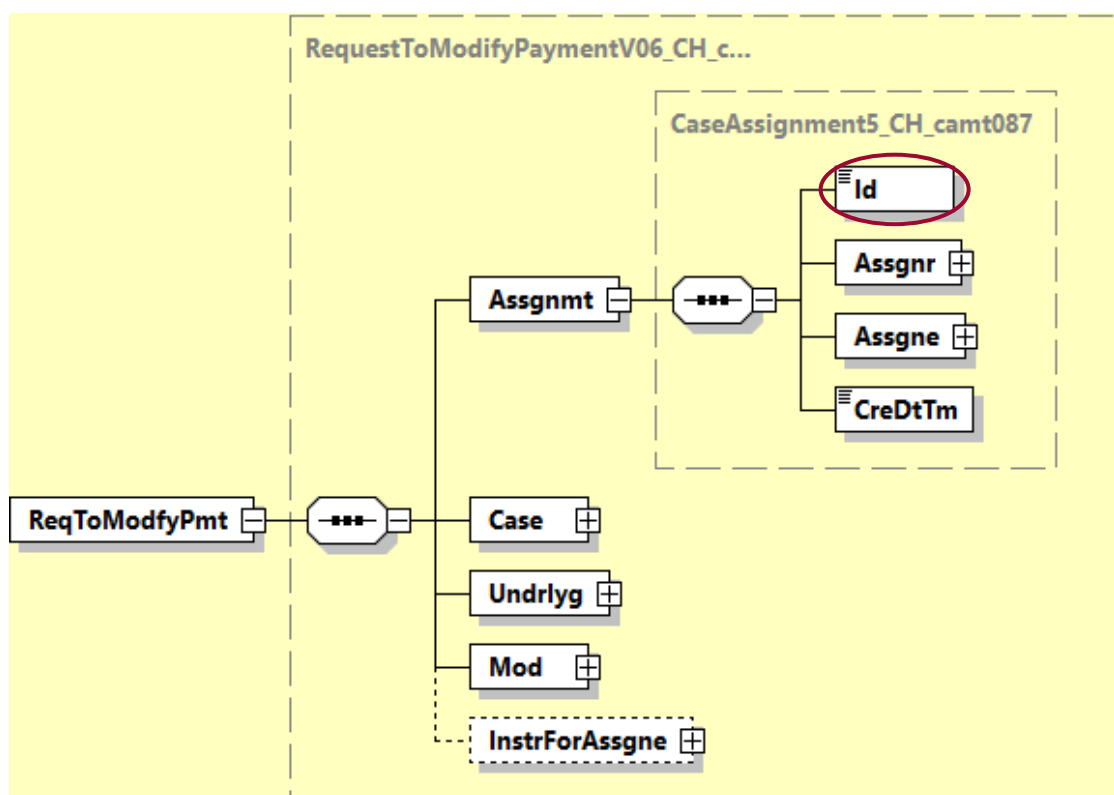 RequestToModifyPaymentV06_CH_c...
CaseAssignment5_CH_camt087
Id
Assgnr
Assgne
CreDtTm
Assgnmt
ReqToModfyPmt
Case
Undrlyg
Mod
InstrForAssgne